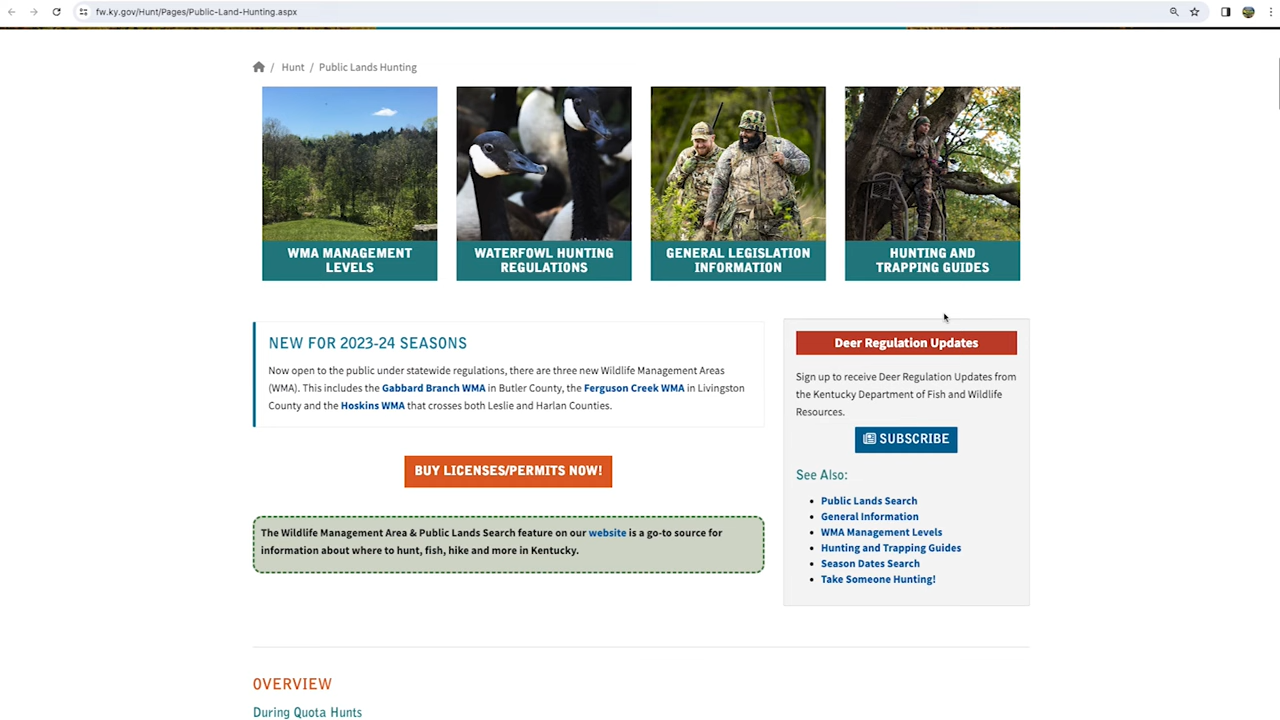 fw.ky.gov/Hunt/Pages/Public-Land-Hunting.aspx
/ Hunt / Public Lands Hunting
WMA MANAGEMENT
LEVELS
WATERFOWL HUNTING
REGULATIONS
GENERAL LEGISLATION
INFORMATION
HUNTING AND
TRAPPING GUIDES
NEW FOR 2023-24 SEASONS
Now open to the public under statewide regulations, there are three new Wildlife Management Areas
(WMA). This includes the Gabbard Branch WMA in Butler County, the Ferguson Creek WMA in Livingston
County and the Hoskins WMA that crosses both Leslie and Harlan Counties.
BUY LICENSES/PERMITS NOW!
The Wildlife Management Area & Public Lands Search feature on our website is a go-to source for
information about where to hunt, fish, hike and more in Kentucky.
Deer Regulation Updates
Sign up to receive Deer Regulation Updates from
the Kentucky Department of Fish and Wildlife
Resources.
SUBSCRIBE
See Also:
• Public Lands Search
• General Information
• WMA Management Levels
• Hunting and Trapping Guides
• Season Dates Search
• Take Someone Hunting!
OVERVIEW
During Quota Hunts